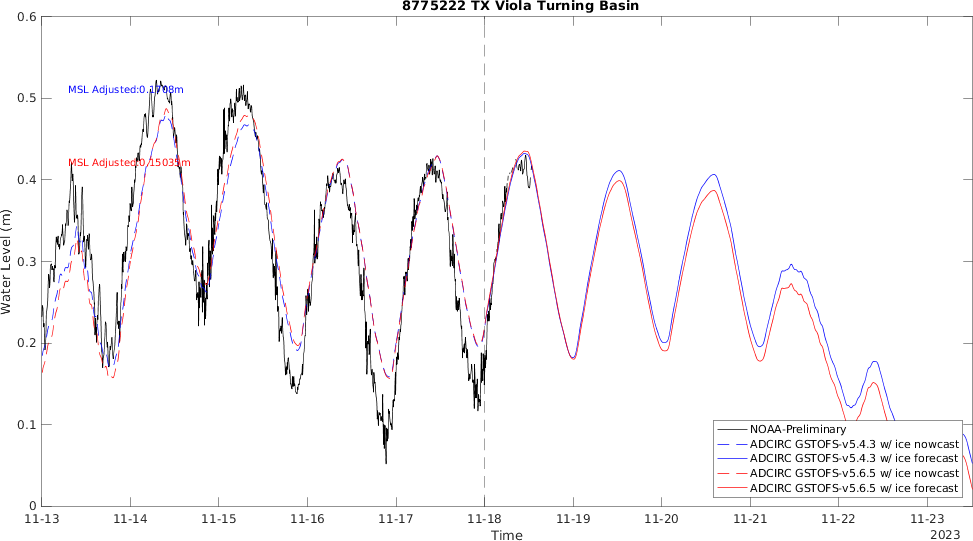 8775222 TX Viola Turning Basin
0.6
0.5
0.4
0.3
0.2
0.1
0
Water Level (m)
MSL Adjusted:0.1708m
MSL Adjusted:0.15035m
NOAA-Preliminary
ADCIRC GSTOFS-v5.4.3 w/ ice nowcast
ADCIRC GSTOFS-v5.4.3 w/ ice forecast
ADCIRC GSTOFS-v5.6.5 w/ ice nowcast
ADCIRC GSTOFS-v5.6.5 w/ ice forecast
11-13 11-14 11-15 11-16 11-17 11-18 11-19 11-20 11-21 11-22 11-23
Time
2023